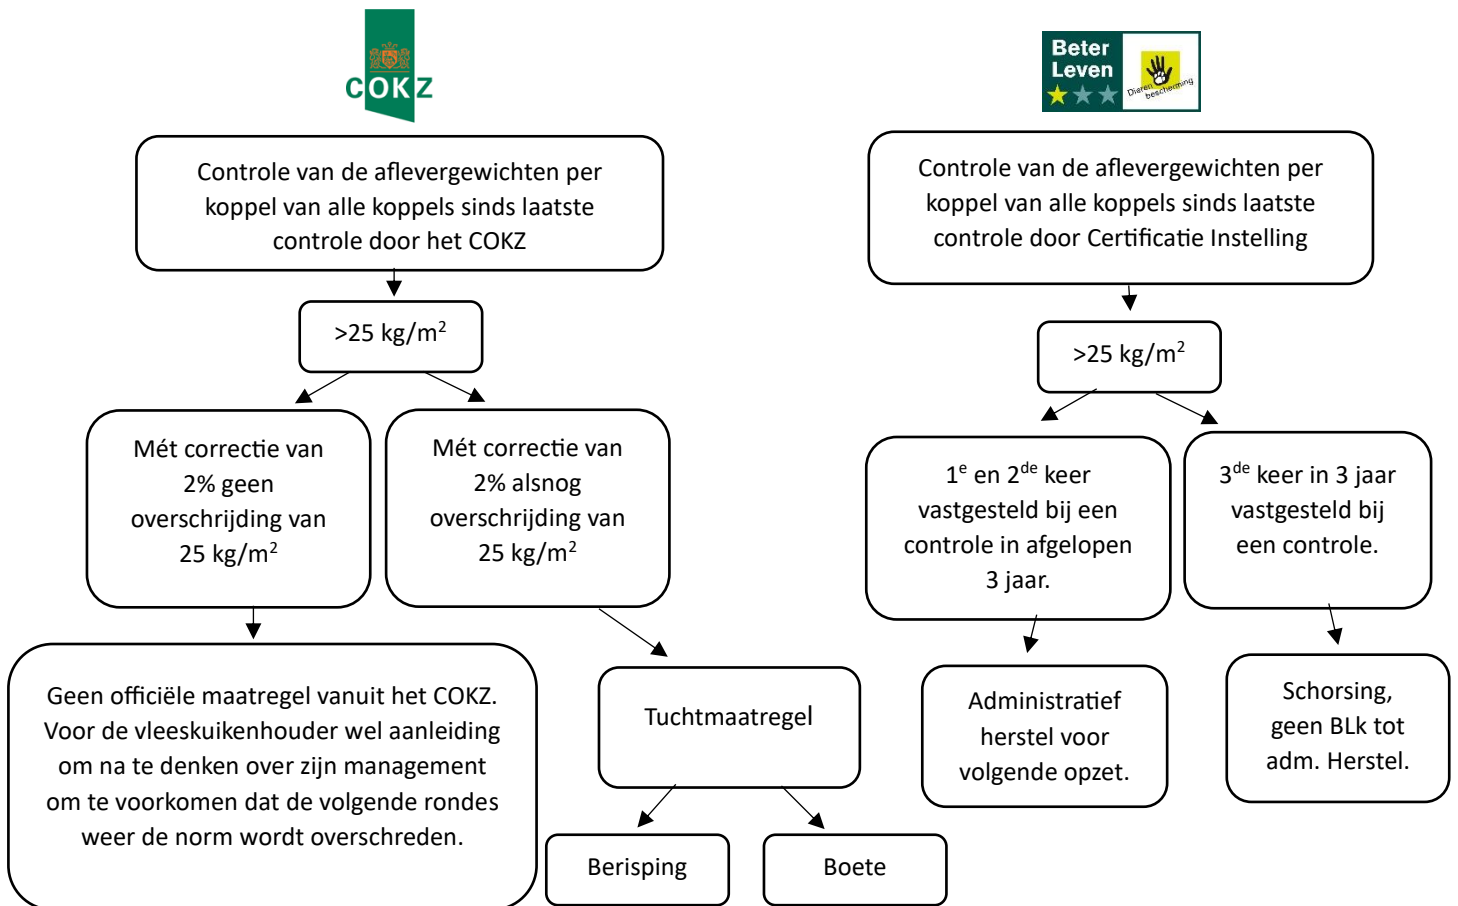 COKZ
Controle van de aflevergewichten per
koppel van alle koppels sinds laatste
controle door het COKZ
>25 kg/m²
Mét correctie van
2% geen
overschrijding van
25 kg/m²
Mét correctie van
2% alsnog
overschrijding van
25 kg/m²
Geen officiële maatregel vanuit het COKZ.
Voor de vleeskuikenhouder wel aanleiding
om na te denken over zijn management
om te voorkomen dat de volgende rondes
weer de norm wordt overschreden.
Tuchtmaatregel
Berisping
Boete
Beter
Leven
Dieren
bescherming
Controle van de aflevergewichten per
koppel van alle koppels sinds laatste
controle door Certificatie Instelling
>25 kg/m²
1ᵉ en 2ᵈᵉ keer
vastgesteld bij een
controle in afgelopen
3 jaar.
3ᵈᵉ keer in 3 jaar
vastgesteld bij
een controle.
Administratief
herstel voor
volgende opzet.
Schorsing,
geen BLk tot
adm. Herstel.